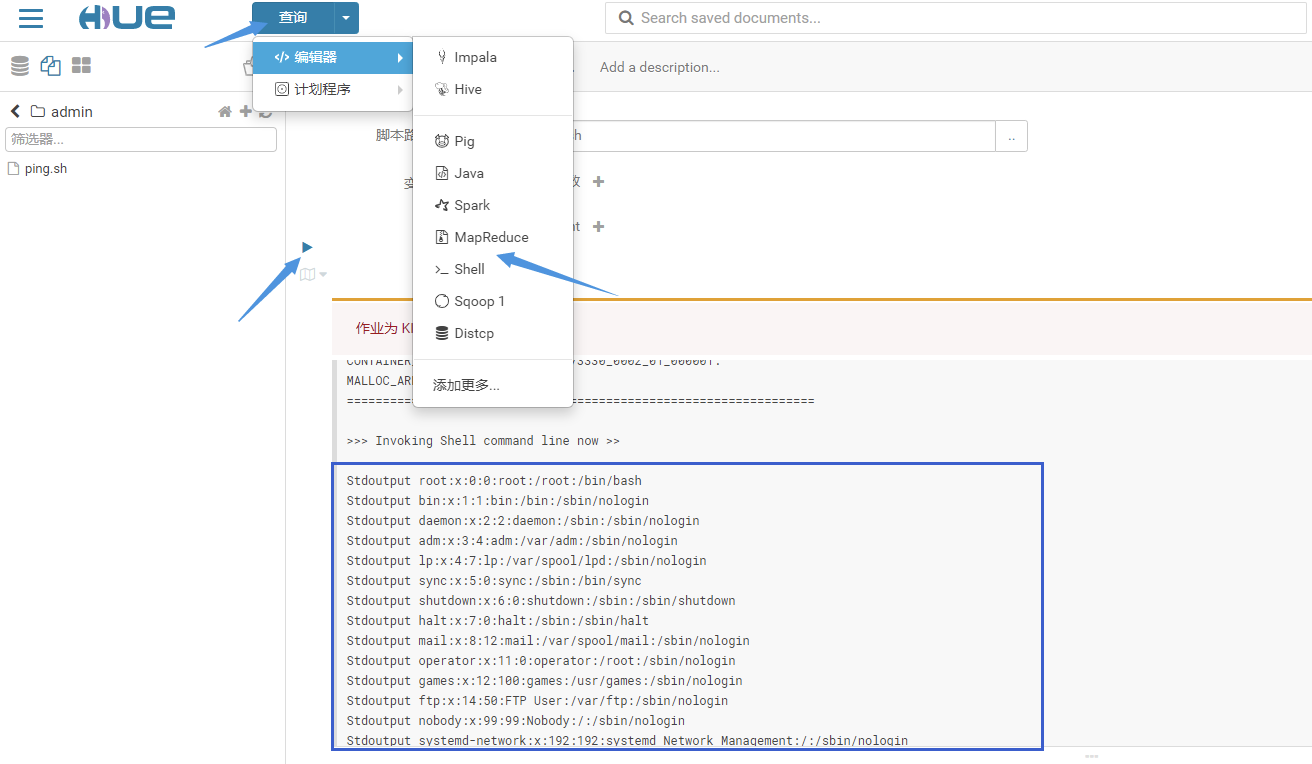 HUE
查询
Search saved documents...
编辑器
计划程序
Impala
Hive
Pig
Java
Spark
MapReduce
Shell
Sqoop 1
Distcp
添加更多...
Add a description...
admin
筛选器...
ping.sh
脚本路
h
..
变
数
t
作业为 KI
CONTAINER_
3330_0002_01_000001:
MALLOC_AR
=================================================================
>>> Invoking Shell command line now >>
Stdoutput root:x:0:0:root:/root:/bin/bash
Stdoutput bin:x:1:1:bin:/bin:/sbin/nologin
Stdoutput daemon:x:2:2:daemon:/sbin:/sbin/nologin
Stdoutput adm:x:3:4:adm:/var/adm:/sbin/nologin
Stdoutput lp:x:4:7:lp:/var/spool/lpd:/sbin/nologin
Stdoutput sync:x:5:0:sync:/sbin:/bin/sync
Stdoutput shutdown:x:6:0:shutdown:/sbin:/sbin/shutdown
Stdoutput halt:x:7:0:halt:/sbin:/sbin/halt
Stdoutput mail:x:8:12:mail:/var/spool/mail:/sbin/nologin
Stdoutput operator:x:11:0:operator:/root:/sbin/nologin
Stdoutput games:x:12:100:games:/usr/games:/sbin/nologin
Stdoutput ftp:x:14:50:FTP User:/var/ftp:/sbin/nologin
Stdoutput nobody:x:99:99:Nobody:/:/sbin/nologin
Stdoutput systemd-network:x:192:192:systemd Network Management:/:/sbin/nologin